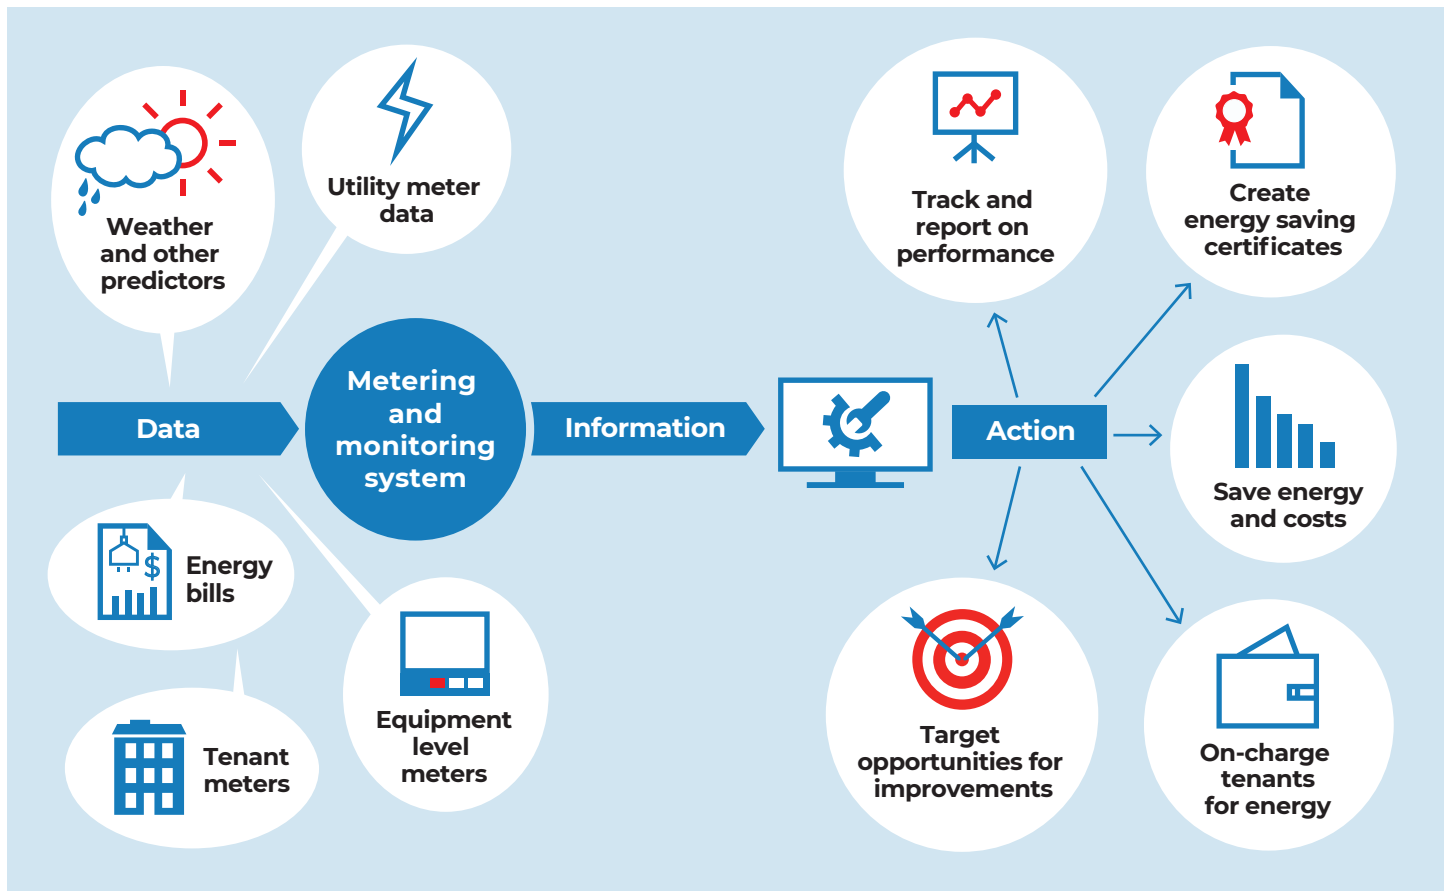 Weather
and other
predictors
Utility meter
data
Data
Metering
and
monitoring
system
Energy
bills
$
Tenant
meters
Equipment
level
meters
Information
Action
Track and
report on
performance
Create
energy saving
certificates
Save energy
and costs
Target
opportunities for
improvements
On-charge
tenants
for energy